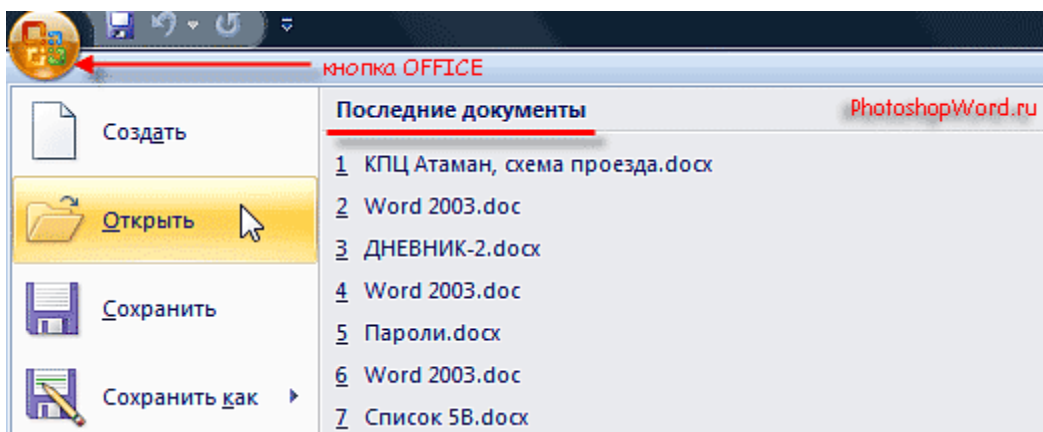 кнопка OFFICE
Создать
Открыть
Сохранить
Сохранить как
Последние документы
PhotoshopWord.ru
1 КПЦ Атаман, схема проезда.docx
2 Word 2003.doc
3 ДНЕВНИК-2.docx
4 Word 2003.doc
5 Пароли.docx
6 Word 2003.doc
7 Список 5В.docx